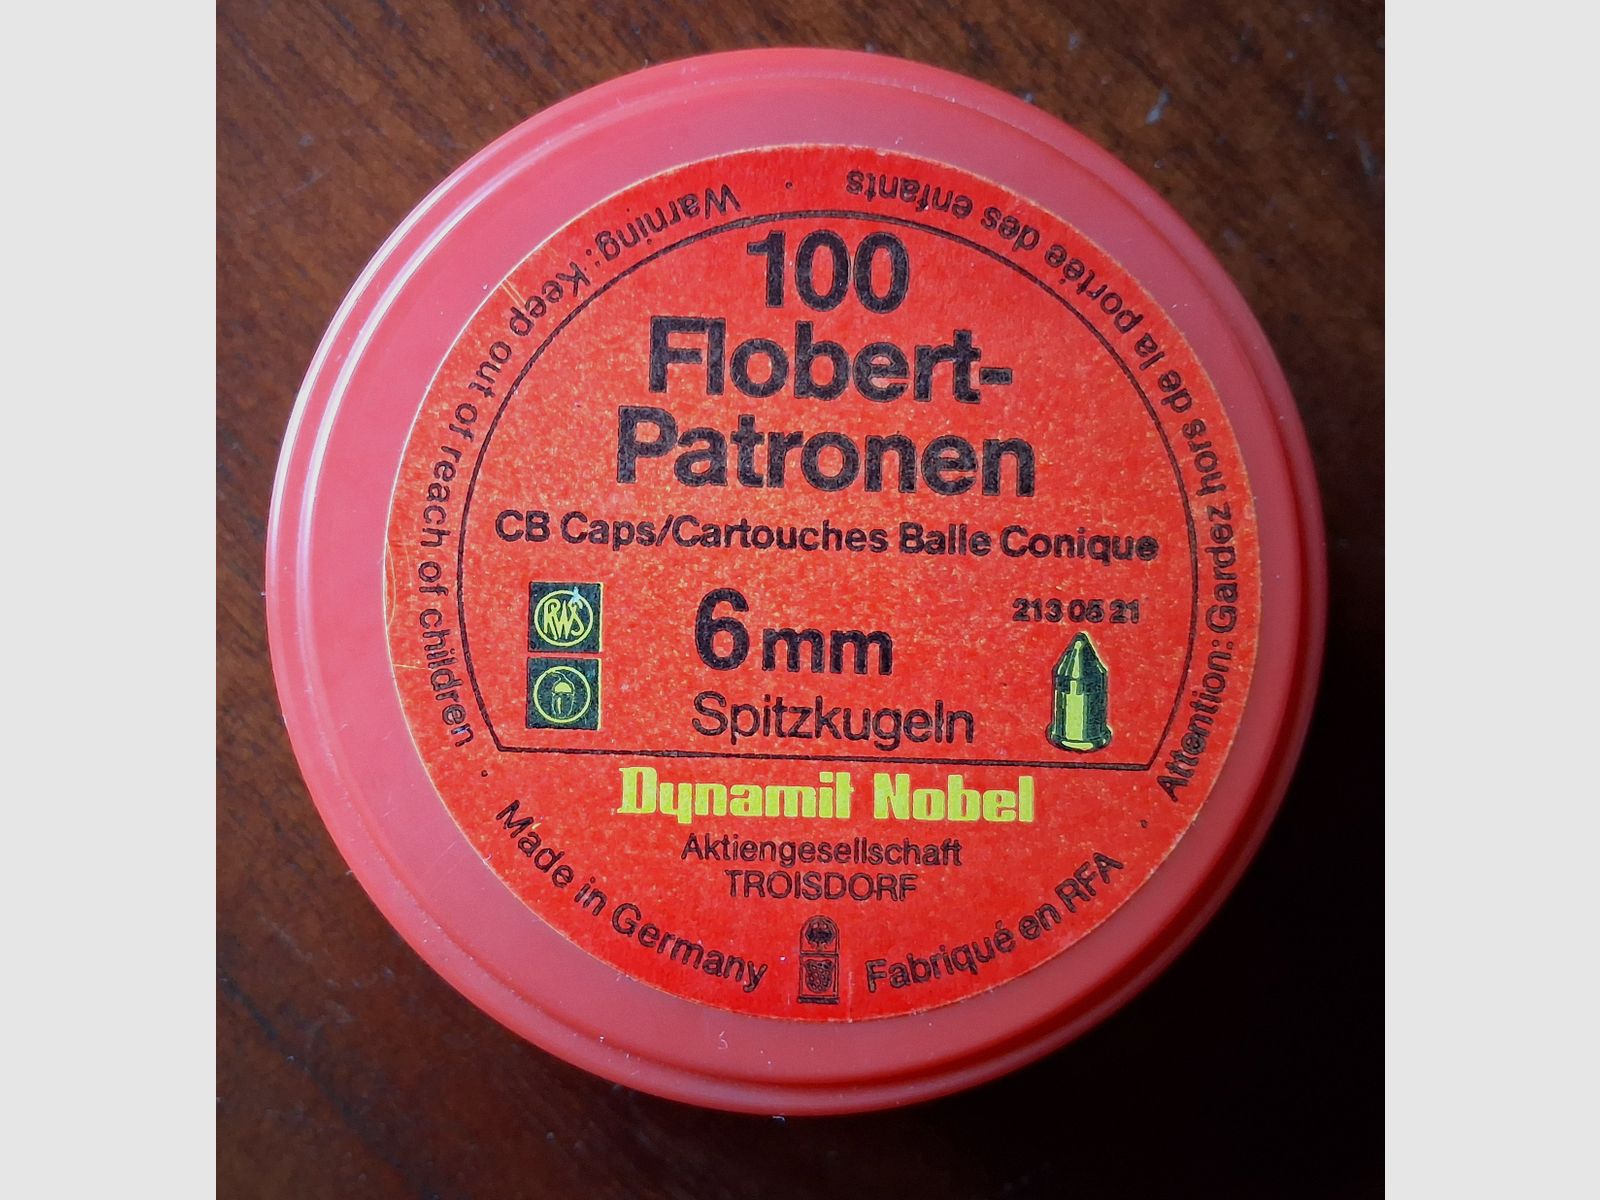 100
Flobert-
Patronen
CB Caps/Cartouches Balle Conique
RWS
6 mm
213 05 21
Spitzkugeln
Dynamit Nobel
Aktiengesellschaft
TROISDORF
Made in Germany
Fabriqué en RFA
Warning: Keep out of reach of children
Attention: Gardez hors de la portée des enfants